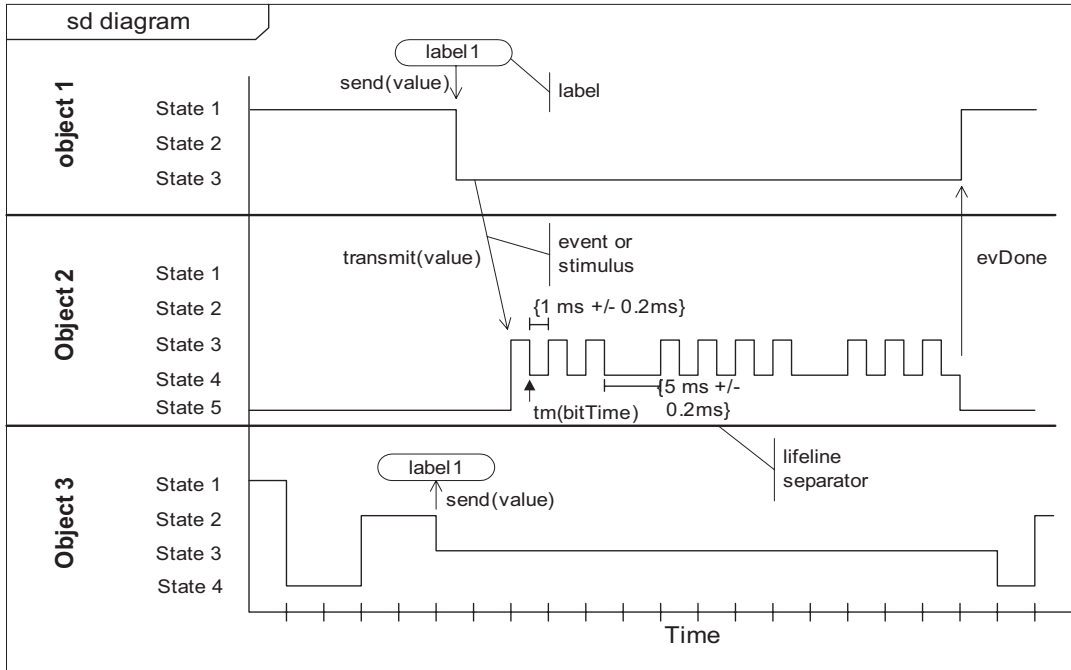 sd diagram
label1
send(value)
label
object 1
State 1
State 2
State 3
transmit(value)
event or
stimulus
evDone
Object 2
State 1
State 2
{1 ms +/- 0.2ms}
State 3
State 4
{5 ms +/-
0.2ms}
State 5
tm(bitTime)
label1
lifeline
separator
Object 3
State 1
send(value)
State 2
State 3
State 4
Time